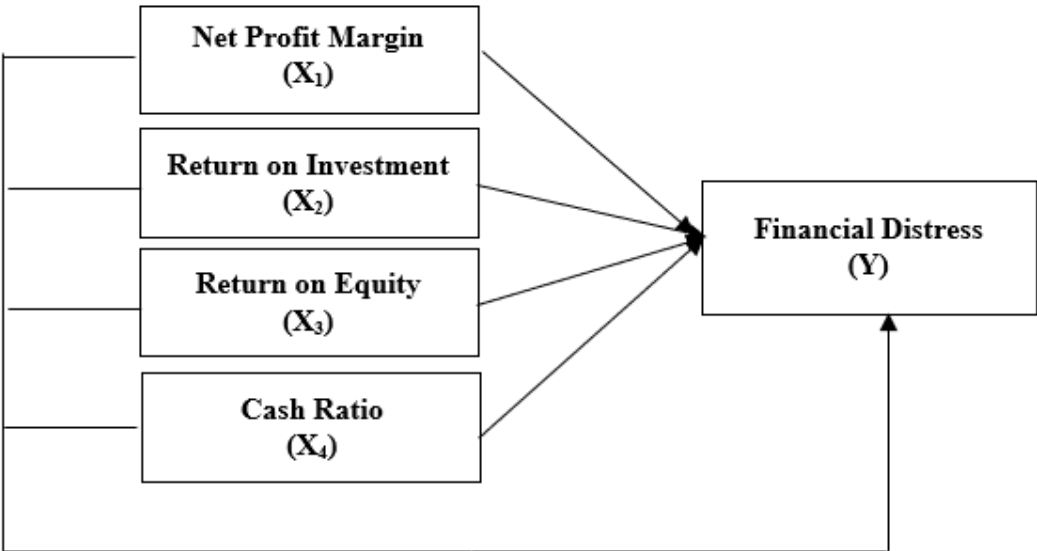 Net Profit Margin
(X₁)
Return on Investment
(X₂)
Return on Equity
(X₃)
Cash Ratio
(X₄)
Financial Distress
(Y)